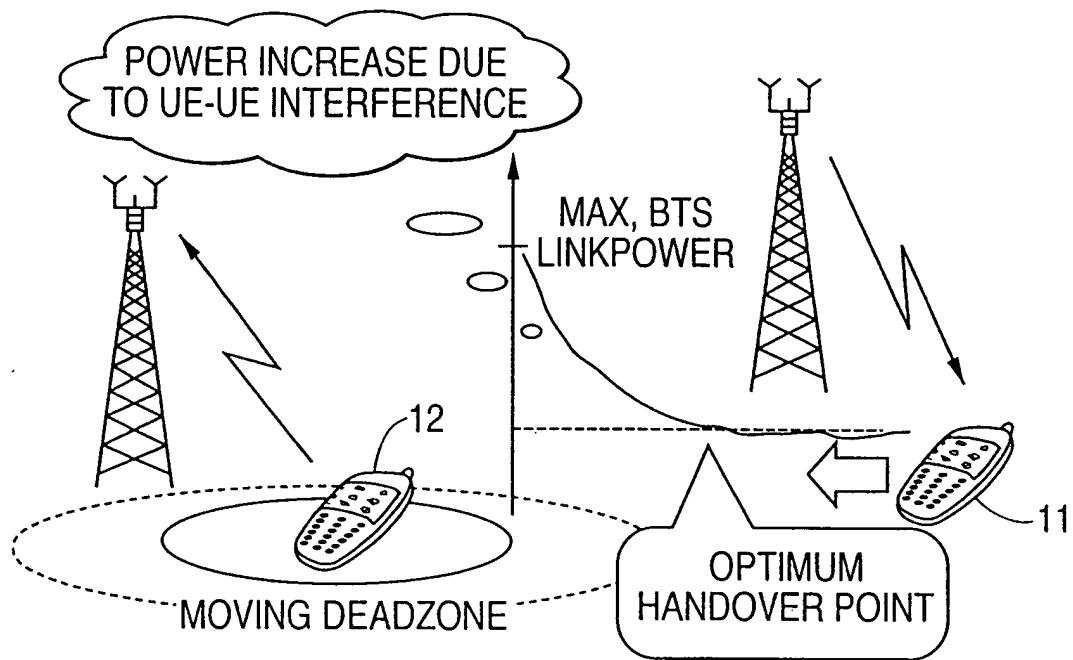 POWER INCREASE DUE
TO UE-UE INTERFERENCE
MAX, BTS
LINKPOWER
12
11
OPTIMUM
HANDOVER POINT
MOVING DEADZONE